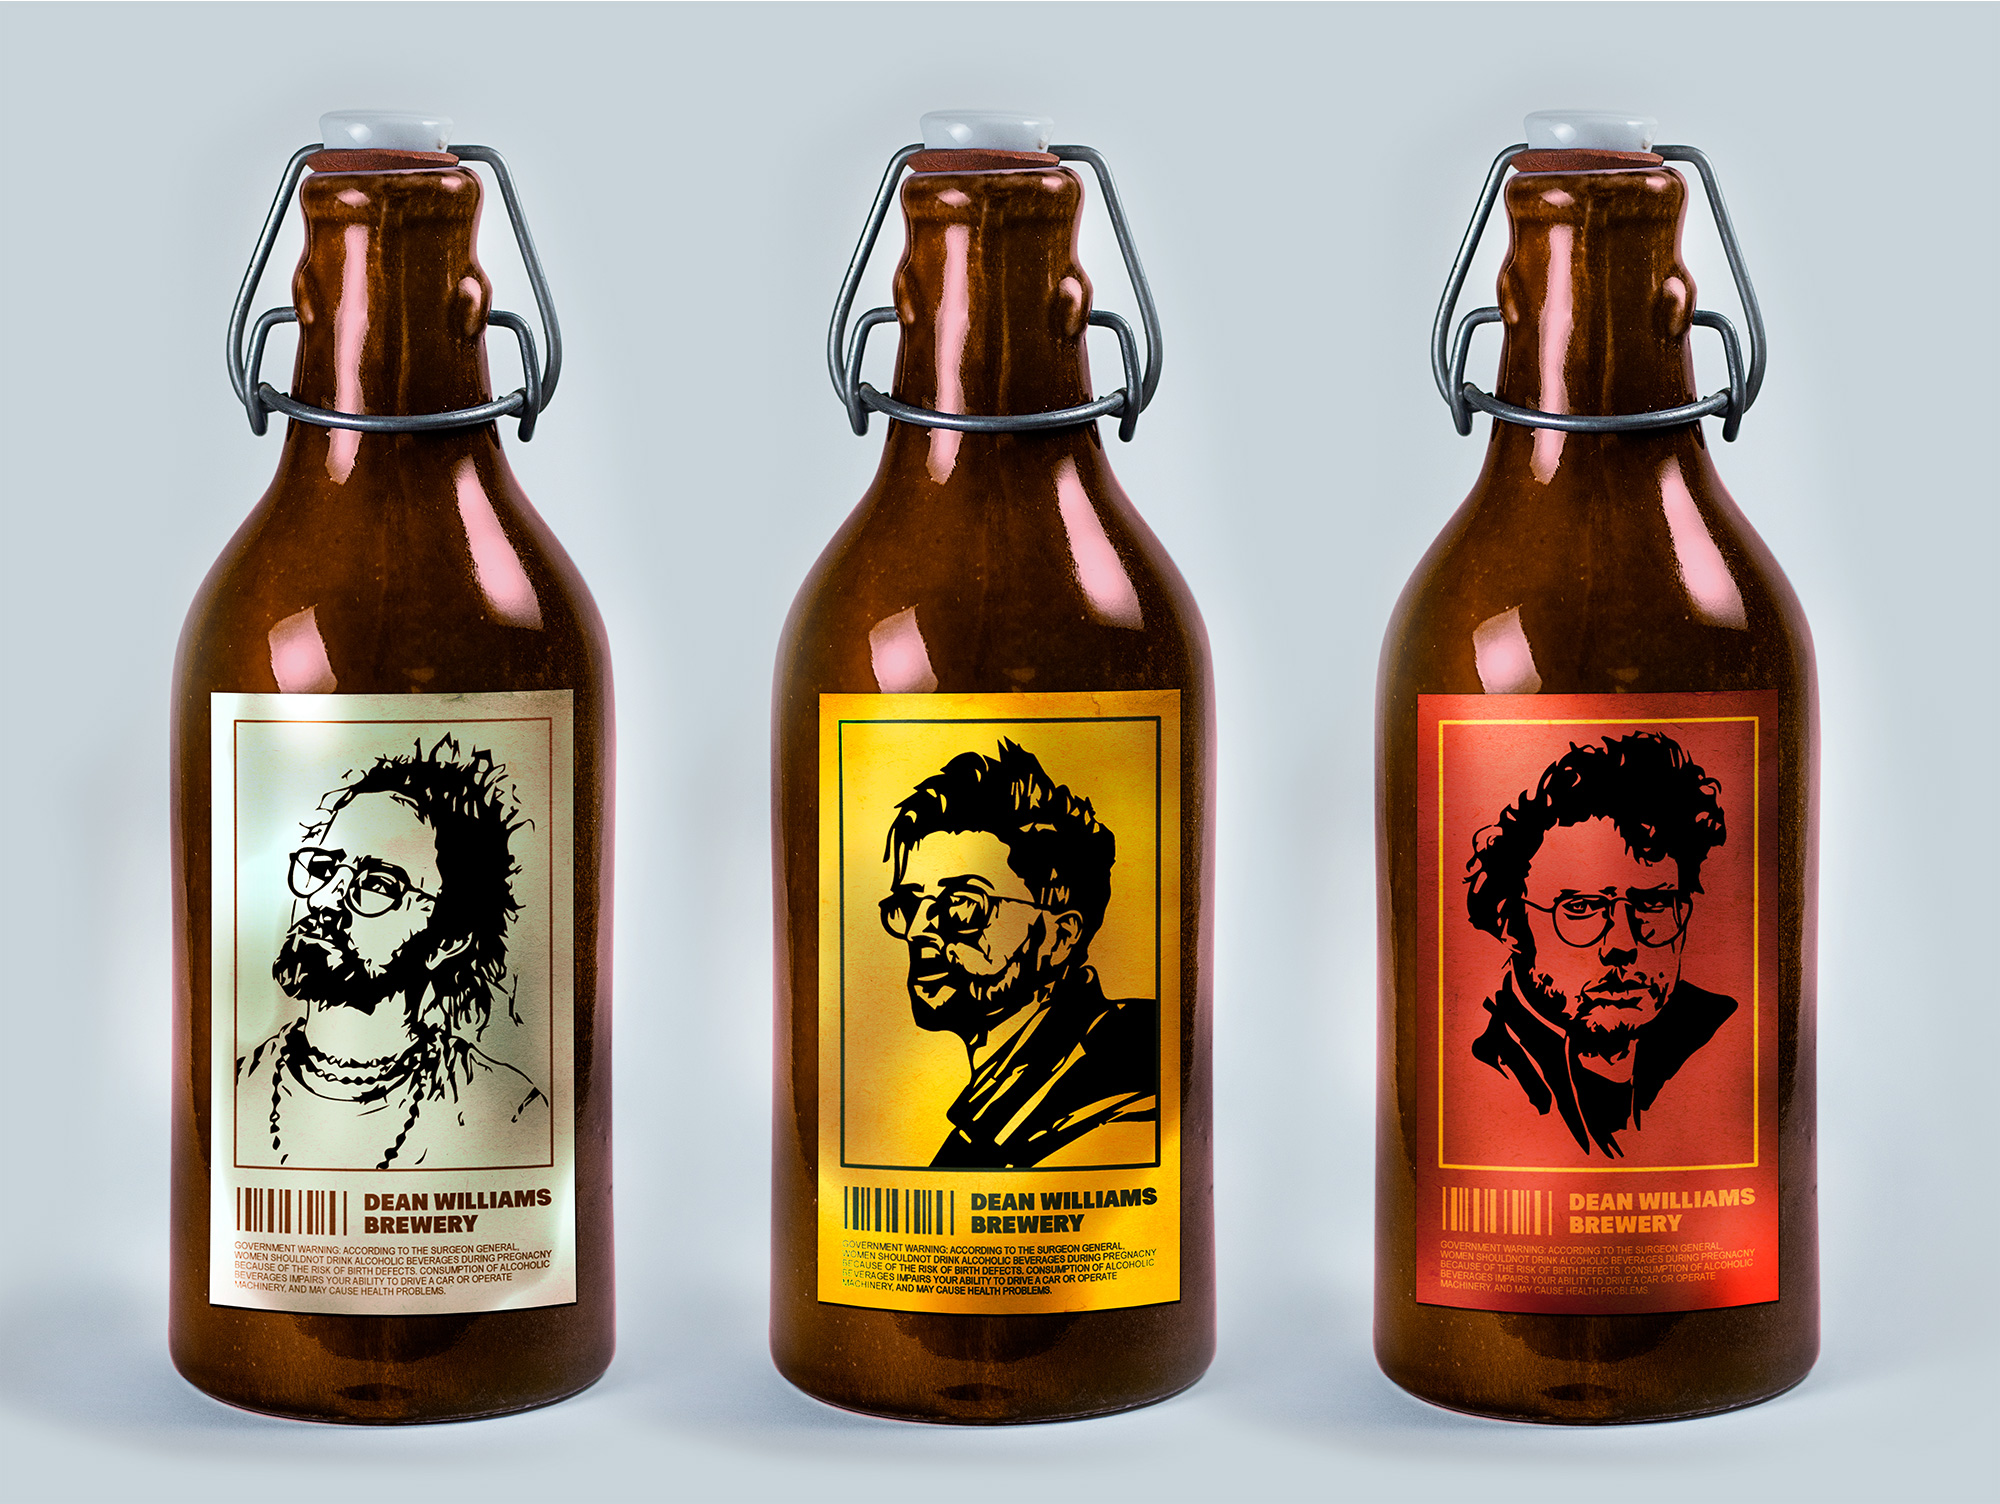 DEAN WILLIAMS
BREWERY
GOVERNMENT WARNING: ACCORDING TO THE SURGEON GENERAL,
WOMEN SHOULDNOT DRINK ALCOHOLIC BEVERAGES DURING PREGNACNY
BECAUSE OF THE RISK OF BIRTH DEFECTS. CONSUMPTION OF ALCOHOLIC
BEVERAGES IMPAIRS YOUR ABILITY TO DRIVE A CAR OR OPERATE
MACHINERY, AND MAY CAUSE HEALTH PROBLEMS.
DEAN WILLIAMS
BREWERY
GOVERNMENT WARNING: ACCORDING TO THE SURGEON GENERAL,
WOMEN SHOULDNOT DRINK ALCOHOLIC BEVERAGES DURING PREGNACNY
BECAUSE OF THE RISK OF BIRTH DEFECTS. CONSUMPTION OF ALCOHOLIC
BEVERAGES IMPAIRS YOUR ABILITY TO DRIVE A CAR OR OPERATE
MACHINERY, AND MAY CAUSE HEALTH PROBLEMS.
DEAN WILLIAMS
BREWERY
GOVERNMENT WARNING: ACCORDING TO THE SURGEON GENERAL,
WOMEN SHOULDNOT DRINK ALCOHOLIC BEVERAGES DURING PREGNACNY
BECAUSE OF THE RISK OF BIRTH DEFECTS. CONSUMPTION OF ALCOHOLIC
BEVERAGES IMPAIRS YOUR ABILITY TO DRIVE A CAR OR OPERATE
MACHINERY, AND MAY CAUSE HEALTH PROBLEMS.